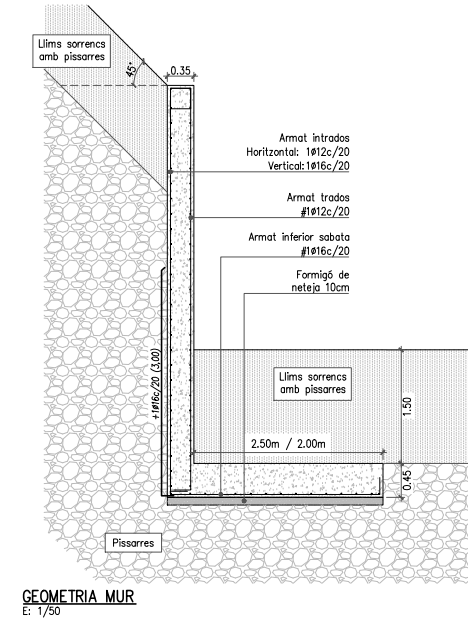 Llims sorrencs
amb pissarres
45°
0.35
Armat intrados
Horitzontal: 1ø12c/20
Vertical:1ø16c/20
Armat trados
#1ø12c/20
Armat inferior sabata
#1ø16c/20
Formigó de
neteja 10cm
+1ø16c/20 (3,00)
Llims sorrencs
amb pissarres
1.50
2.50m / 2.00m
0.45
Pissarres
GEOMETRIA MUR
E: 1/50